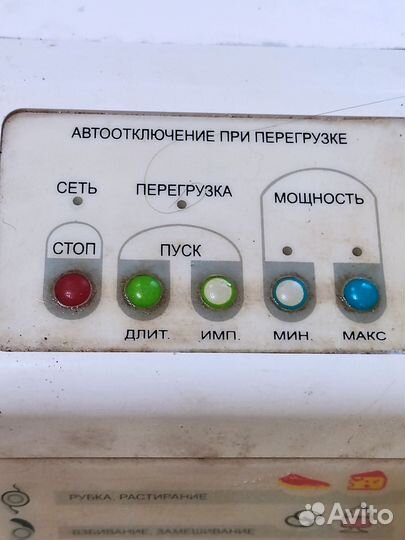 АВТООТКЛЮЧЕНИЕ ПРИ ПЕРЕГРУЗКЕ
СЕТЬ ПЕРЕГРУЗКА МОЩНОСТЬ
СТОП ПУСК
ДЛИТ. ИМП. МИН. МАКС
РУБКА, РАСТИРАНИЕ
ВЗБИВАНИЕ, ЗАМЕШИВАНИЕ
Avito